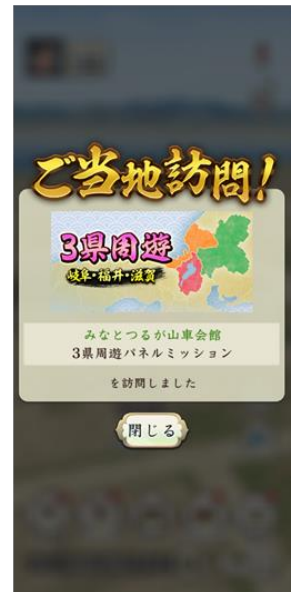 ご当地訪問!
3県周遊
岐阜・福井・滋賀
みなとつるが山車会館
3県周遊パネルミッション
を訪問しました
閉じる